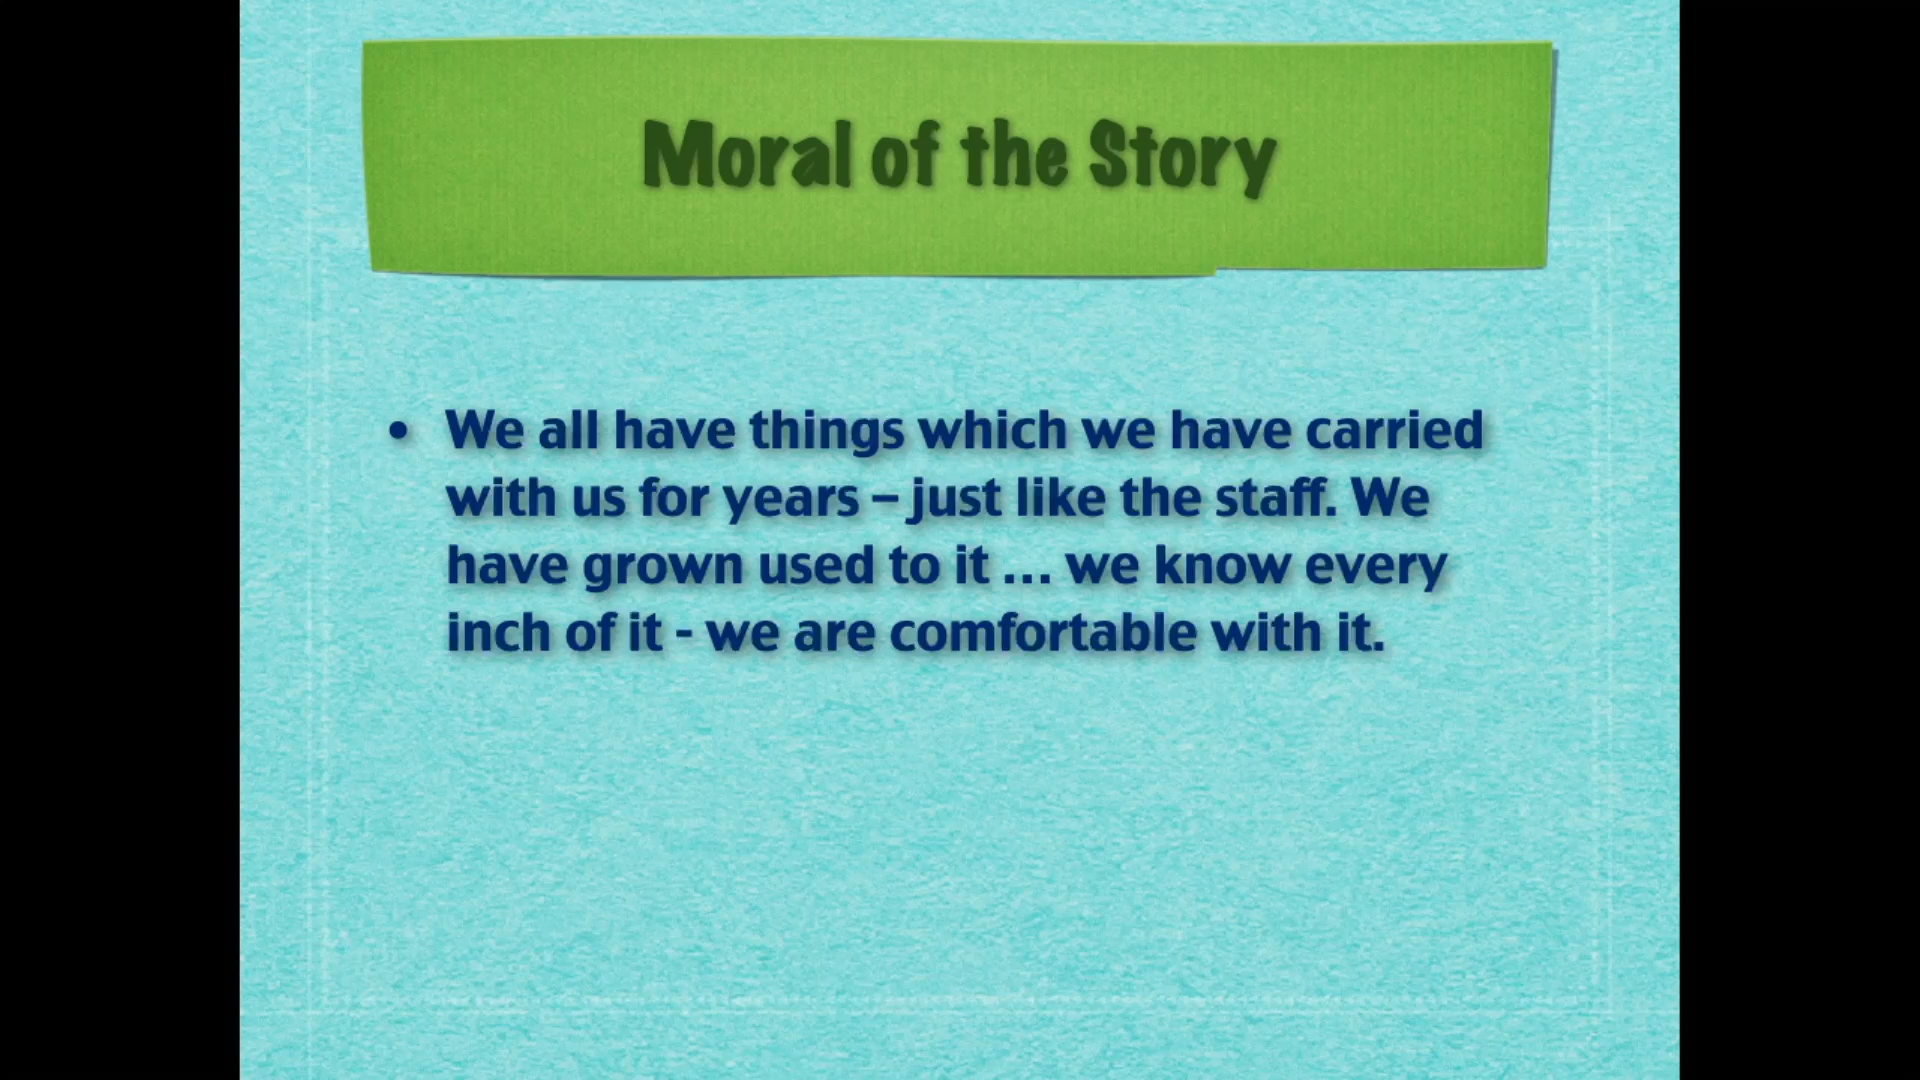 Moral of the Story
• We all have things which we have carried
with us for years – just like the staff. We
have grown used to it ... we know every
inch of it - we are comfortable with it.